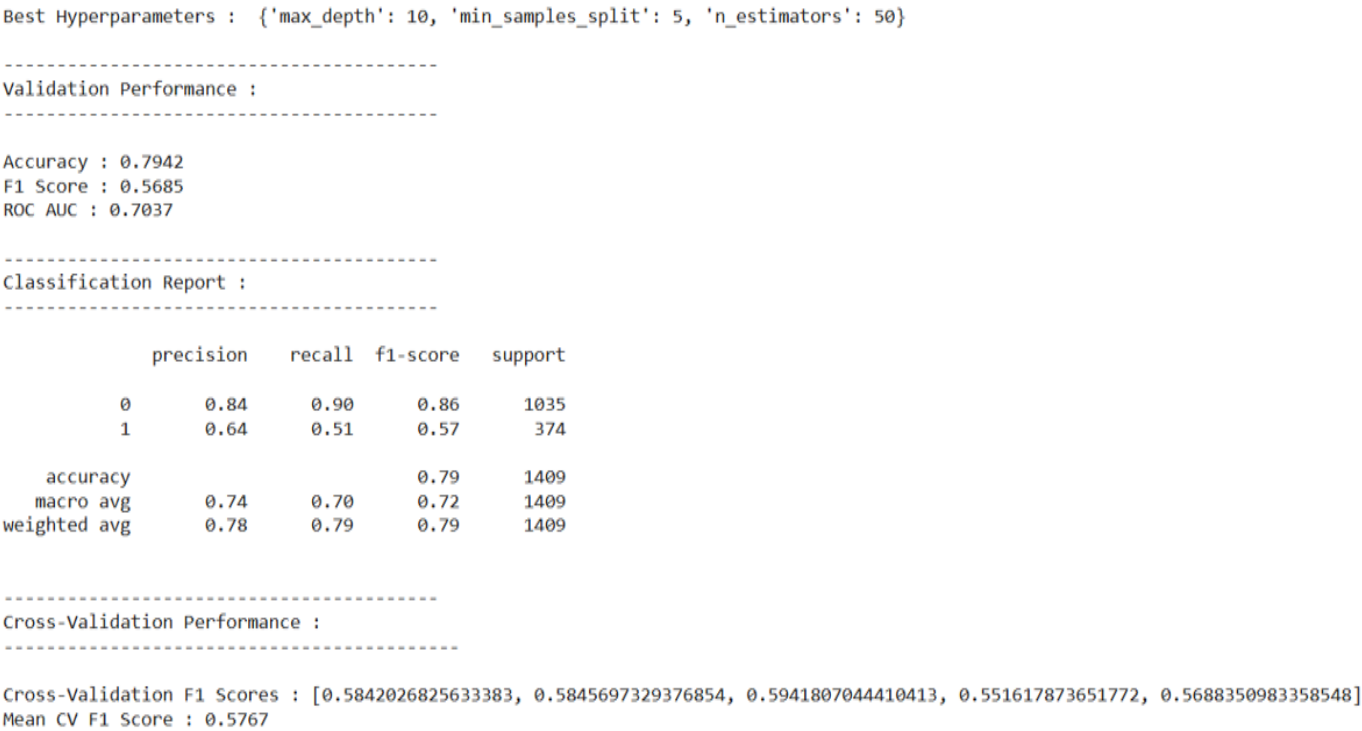 Best Hyperparameters :  {'max_depth': 10, 'min_samples_split': 5, 'n_estimators': 50}
-----------------------------------------
Validation Performance :
-----------------------------------------
Accuracy : 0.7942
F1 Score : 0.5685
ROC AUC : 0.7037
-----------------------------------------
Classification Report :
-----------------------------------------
              precision    recall  f1-score   support
           0       0.84      0.90      0.86      1035
           1       0.64      0.51      0.57       374
    accuracy                           0.79      1409
   macro avg       0.74      0.70      0.72      1409
weighted avg       0.78      0.79      0.79      1409
-----------------------------------------
Cross-Validation Performance :
-------------------------------------------
Cross-Validation F1 Scores : [0.5842026825633383, 0.5845697329376854, 0.5941807044410413, 0.551617873651772, 0.5688350983358548]
Mean CV F1 Score : 0.5767